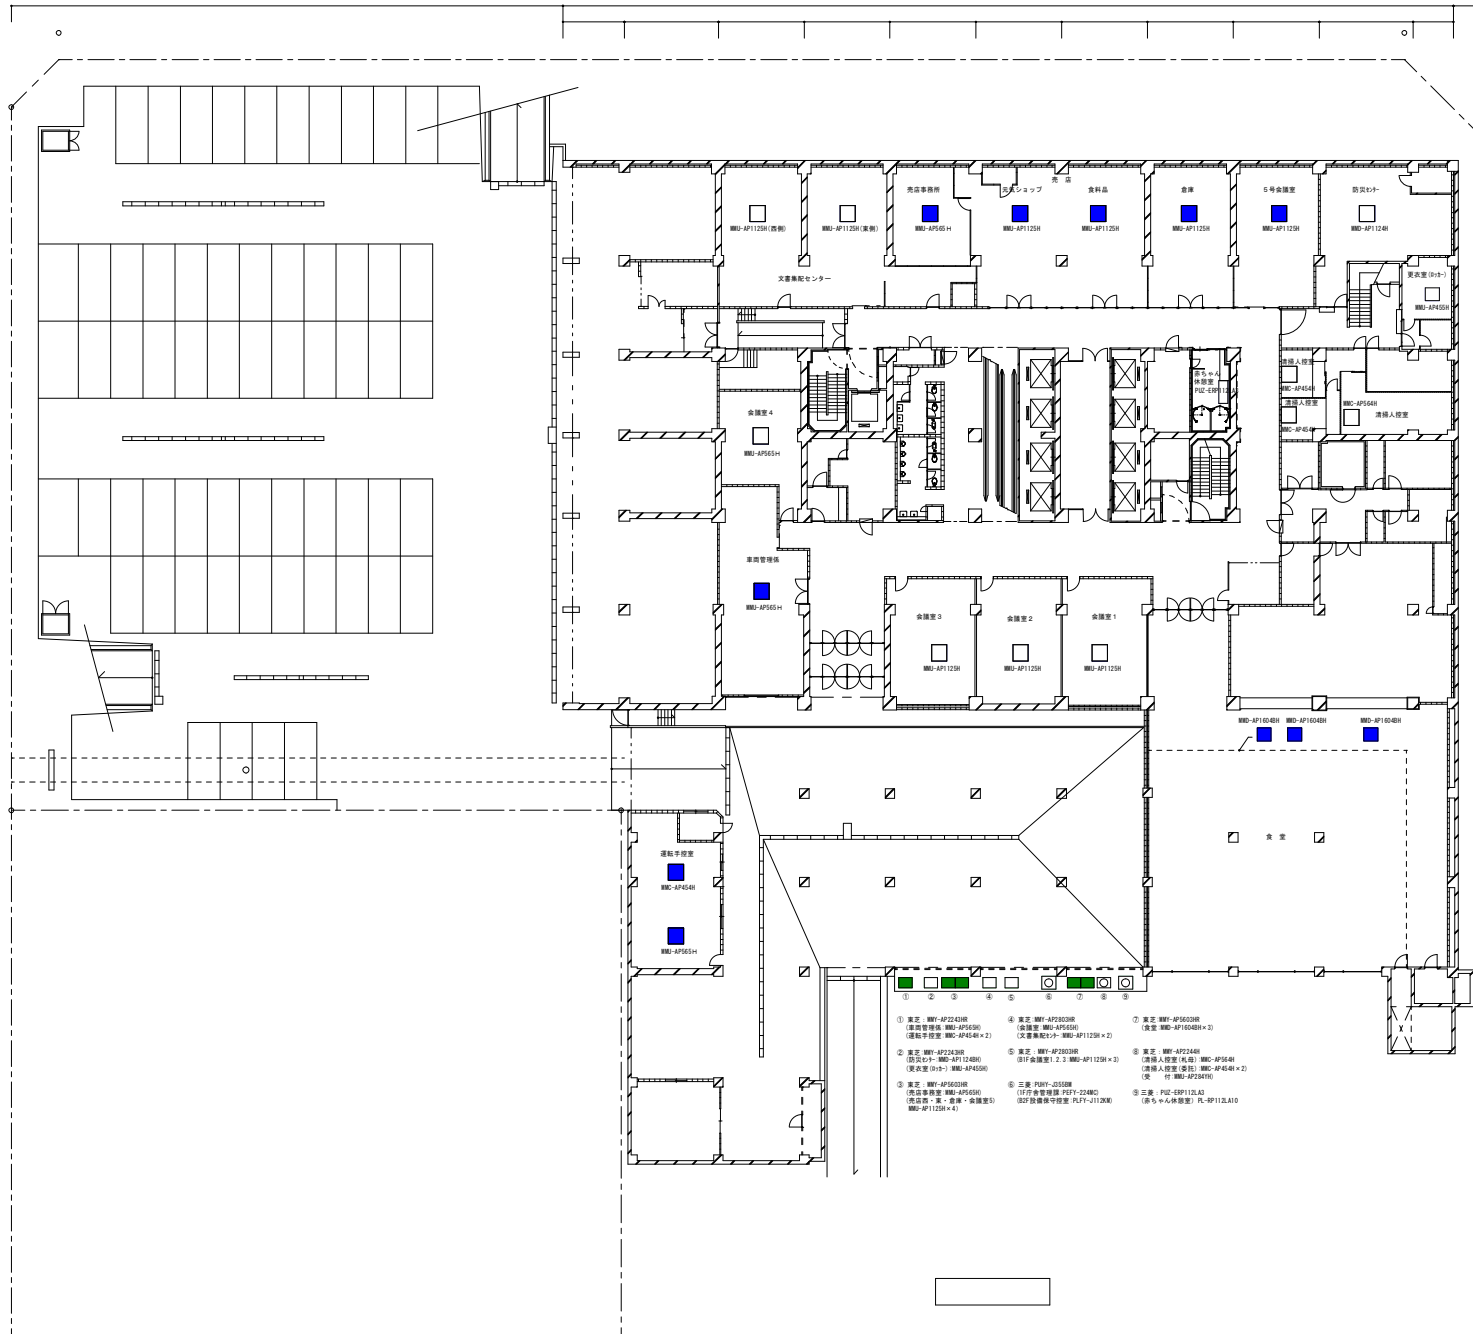 売 店
売店事務所
元気ショップ
食料品
倉庫
5号会議室
防災ｾﾝﾀｰ
MMU-AP1125H(西側)
MMU-AP1125H(東側)
MMU-AP565H
MMU-AP1125H
MMU-AP1125H
MMU-AP1125H
MMU-AP1125H
MMD-AP1124H
文書集配センター
更衣室(ﾛｯｶｰ)
MMU-AP455H
清掃人控室
MMC-AP454H
清掃人控室
MMC-AP454H
MMC-AP564H
清掃人控室
赤ちゃん
休憩室
PUZ-ERP112LA3
会議室4
MMU-AP565H
車両管理係
MMU-AP565H
会議室3
会議室2
会議室1
MMU-AP1125H
MMU-AP1125H
MMU-AP1125H
MMD-AP1604BH
MMD-AP1604BH
MMD-AP1604BH
食 堂
運転手控室
MMC-AP454H
MMU-AP565H
① ② ③ ④ ⑤ ⑥ ⑦ ⑧ ⑨
① 東芝：MMY-AP2243HR
(車両管理係:MMU-AP565H)
(運転手控室:MMC-AP454H×2)
② 東芝:MMY-AP2243HR
(防災ｾﾝﾀｰ:MMD-AP1124BH)
(更衣室(ﾛｯｶｰ):MMU-AP455H)
③ 東芝：MMY-AP5603HR
(売店事務室:MMU-AP565H)
(売店西・東・倉庫・会議室5)
MMU-AP1125H×4)
④ 東芝:MMY-AP2803HR
(会議室:MMU-AP565H)
(文書集配ｾﾝﾀｰ:MMU-AP1125H×2)
⑤ 東芝：MMY-AP2803HR
(B1F会議室1.2.3:MMU-AP1125H×3)
⑥ 三菱:PUHY-J355BM
(1F庁舎管理課:PEFY-224MC)
(B2F設備保守控室:PLFY-J112KM)
⑦ 東芝:MMY-AP5603HR
(食堂:MMD-AP1604BH×3)
⑧ 東芝：MMY-AP2244H
(清掃人控室(札母):MMC-AP564H
(清掃人控室(委託):MMC-AP454H×2)
(受 付:MMU-AP284YH)
⑨ 三菱：PUZ-ERP112LA3
(赤ちゃん休憩室) PL-RP112LA10